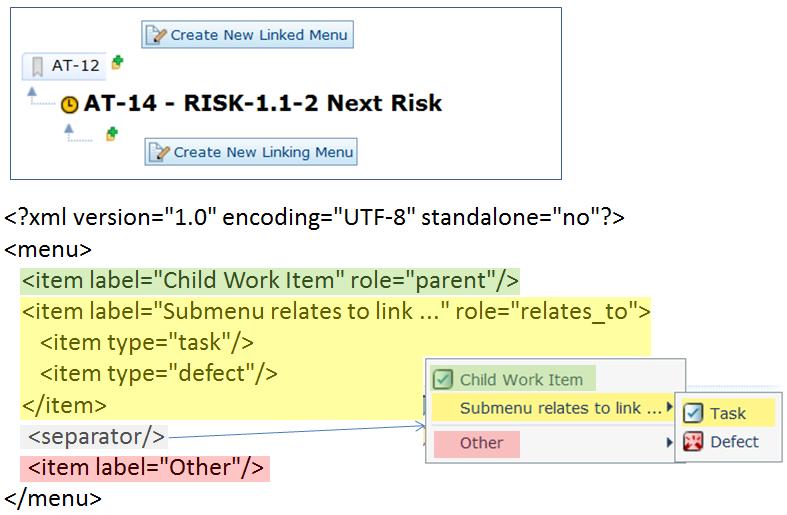 Create New Linked Menu
AT-12
AT-14 - RISK-1.1-2 Next Risk
Create New Linking Menu
<?xml version="1.0" encoding="UTF-8" standalone="no"?>
<menu>
<item label="Child Work Item" role="parent"/>
<item label="Submenu relates to link ..." role="relates_to">
<item type="task"/>
<item type="defect"/>
</item>
<separator/>
<item label="Other"/>
</menu>
Child Work Item
Submenu relates to link ...
Other
Task
Defect